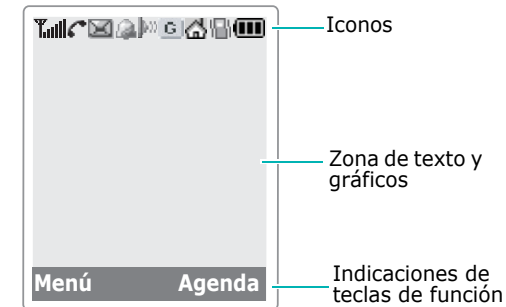 G
Iconos
Zona de texto y
gráficos
Menú
Agenda
Indicaciones de
teclas de función